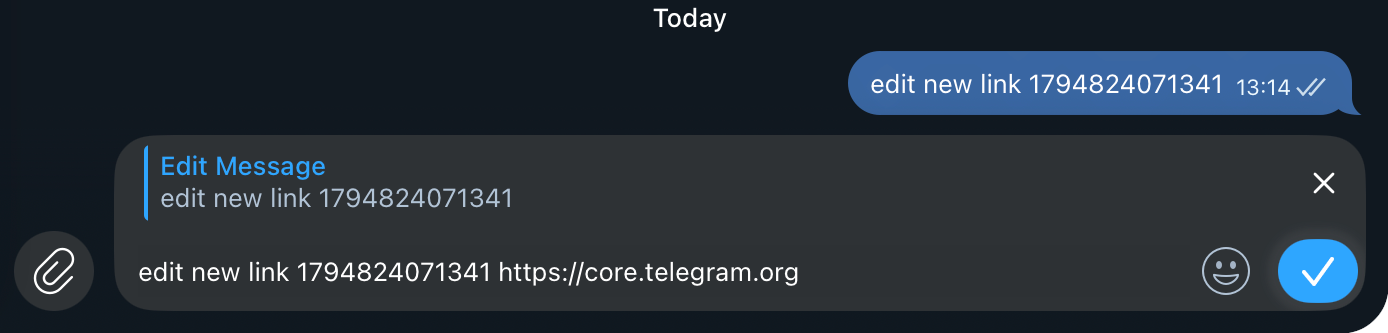 Today
edit new link 1794824071341 13:14
Edit Message
edit new link 1794824071341
edit new link 1794824071341 https://core.telegram.org